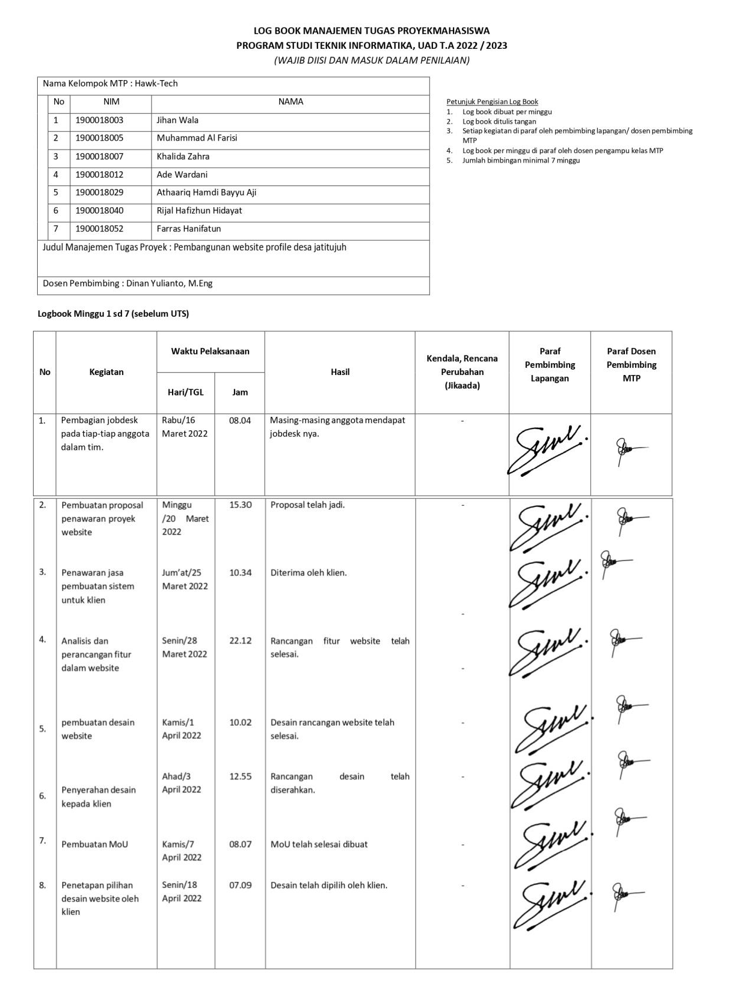 LOG BOOK MANAJEMEN TUGAS PROYEKMAHASISWA
PROGRAM STUDI TEKNIK INFORMATIKA, UAD T.A 2022 / 2023
(WAJIB DIISI DAN MASUK DALAM PENILAIAN)
Nama Kelompok MTP : Hawk-Tech
No NIM NAMA
1 1900018003 Jihan Wala
2 1900018005 Muhammad Al Farisi
3 1900018007 Khalida Zahra
4 1900018012 Ade Wardani
5 1900018029 Athaariq Hamdi Bayyu Aji
6 1900018040 Rijal Hafizhun Hidayat
7 1900018052 Farras Hanifatun
Judul Manajemen Tugas Proyek : Pembangunan website profile desa jatitujuh
Dosen Pembimbing : Dinan Yulianto, M.Eng
Petunjuk Pengisian Log Book
1. Log book dibuat per minggu
2. Log book ditulis tangan
3. Setiap kegiatan di paraf oleh pembimbing lapangan/ dosen pembimbing
MTP
4. Log book per minggu di paraf oleh dosen pengampu kelas MTP
5. Jumlah bimbingan minimal 7 minggu
Logbook Minggu 1 sd 7 (sebelum UTS)
No
Kegiatan
Waktu Pelaksanaan
Hari/TGL
Jam
Hasil
Kendala, Rencana
Perubahan
(Jikaada)
Paraf
Pembimbing
Lapangan
Paraf Dosen
Pembimbing
MTP
1. Pembagian jobdesk Rabu/16 08.04 Masing-masing anggota mendapat -
pada tiap-tiap anggota Maret 2022 jobdesk nya.
dalam tim.
2. Pembuatan proposal Minggu 15.30 Proposal telah jadi. -
penawaran proyek /20 Maret
website 2022
3. Penawaran jasa Jum’at/25 10.34 Diterima oleh klien.
pembuatan sistem Maret 2022
untuk klien
-
4. Analisis dan Senin/28 22.12 Rancangan fitur website telah
perancangan fitur Maret 2022 selesai.
dalam website -
5. pembuatan desain Kamis/1 10.02 Desain rancangan website telah -
website April 2022 selesai.
Ahad/3 12.55 Rancangan desain telah -
6. Penyerahan desain April 2022 diserahkan.
kepada klien
7. Pembuatan MoU Kamis/7 08.07 MoU telah selesai dibuat -
April 2022
8. Penetapan pilihan Senin/18 07.09 Desain telah dipilih oleh klien. -
desain website oleh April 2022
klien